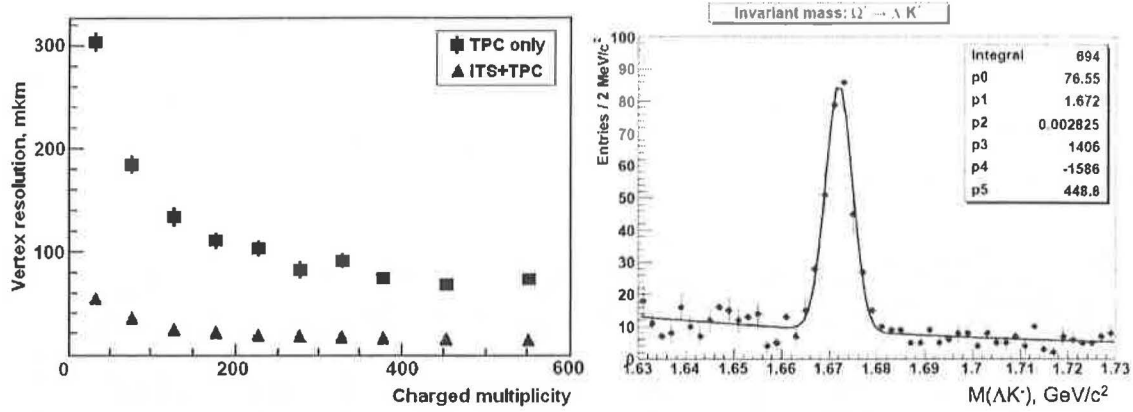 300
200
100
0
200
400
600
Vertex resolution, mkm
Charged multiplicity
TPC only
ITS+TPC
Invariant mass: Ω⁻ → Λ K⁻
Entries / 2 MeV/c²
100
90
80
70
60
50
40
30
20
10
0
Integral 694
p0 76.55
p1 1.672
p2 0.002825
p3 1406
p4 -1586
p5 448.8
1.63 1.64 1.65 1.66 1.67 1.68 1.69 1.7 1.71 1.72 1.73
M(ΛK⁻), GeV/c²